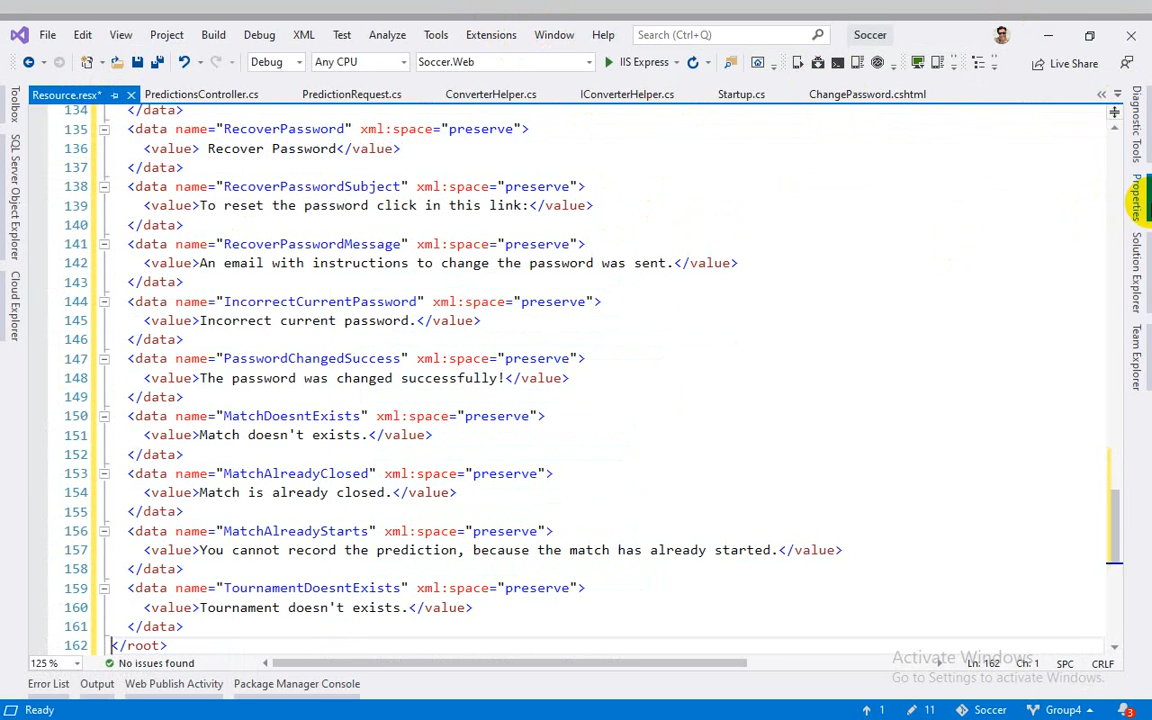 File Edit View Project Build Debug XML Test Analyze Tools Extensions Window Help Search (Ctrl+Q) Soccer
Debug Any CPU Soccer.Web IIS Express Live Share
Resource.resx* PredictionsController.cs PredictionRequest.cs ConverterHelper.cs IConverterHelper.cs Startup.cs ChangePassword.cshtml
Toolbox
SQL Server Object Explorer
Cloud Explorer
134 </data>
135 <data name="RecoverPassword" xml:space="preserve">
136 <value> Recover Password</value>
137 </data>
138 <data name="RecoverPasswordSubject" xml:space="preserve">
139 <value>To reset the password click in this link:</value>
140 </data>
141 <data name="RecoverPasswordMessage" xml:space="preserve">
142 <value>An email with instructions to change the password was sent.</value>
143 </data>
144 <data name="IncorrectCurrentPassword" xml:space="preserve">
145 <value>Incorrect current password.</value>
146 </data>
147 <data name="PasswordChangedSuccess" xml:space="preserve">
148 <value>The password was changed successfully!</value>
149 </data>
150 <data name="MatchDoesntExists" xml:space="preserve">
151 <value>Match doesn't exists.</value>
152 </data>
153 <data name="MatchAlreadyClosed" xml:space="preserve">
154 <value>Match is already closed.</value>
155 </data>
156 <data name="MatchAlreadyStarts" xml:space="preserve">
157 <value>You cannot record the prediction, because the match has already started.</value>
158 </data>
159 <data name="TournamentDoesntExists" xml:space="preserve">
160 <value>Tournament doesn't exists.</value>
161 </data>
162 </root>
Diagnostic Tools
Properties
Solution Explorer
Team Explorer
125 % No issues found Ln: 162 Ch: 1 SPC CRLF
Activate Windows
Go to Settings to activate Windows.
Error List Output Web Publish Activity Package Manager Console
Ready 1 11 Soccer Group4 3